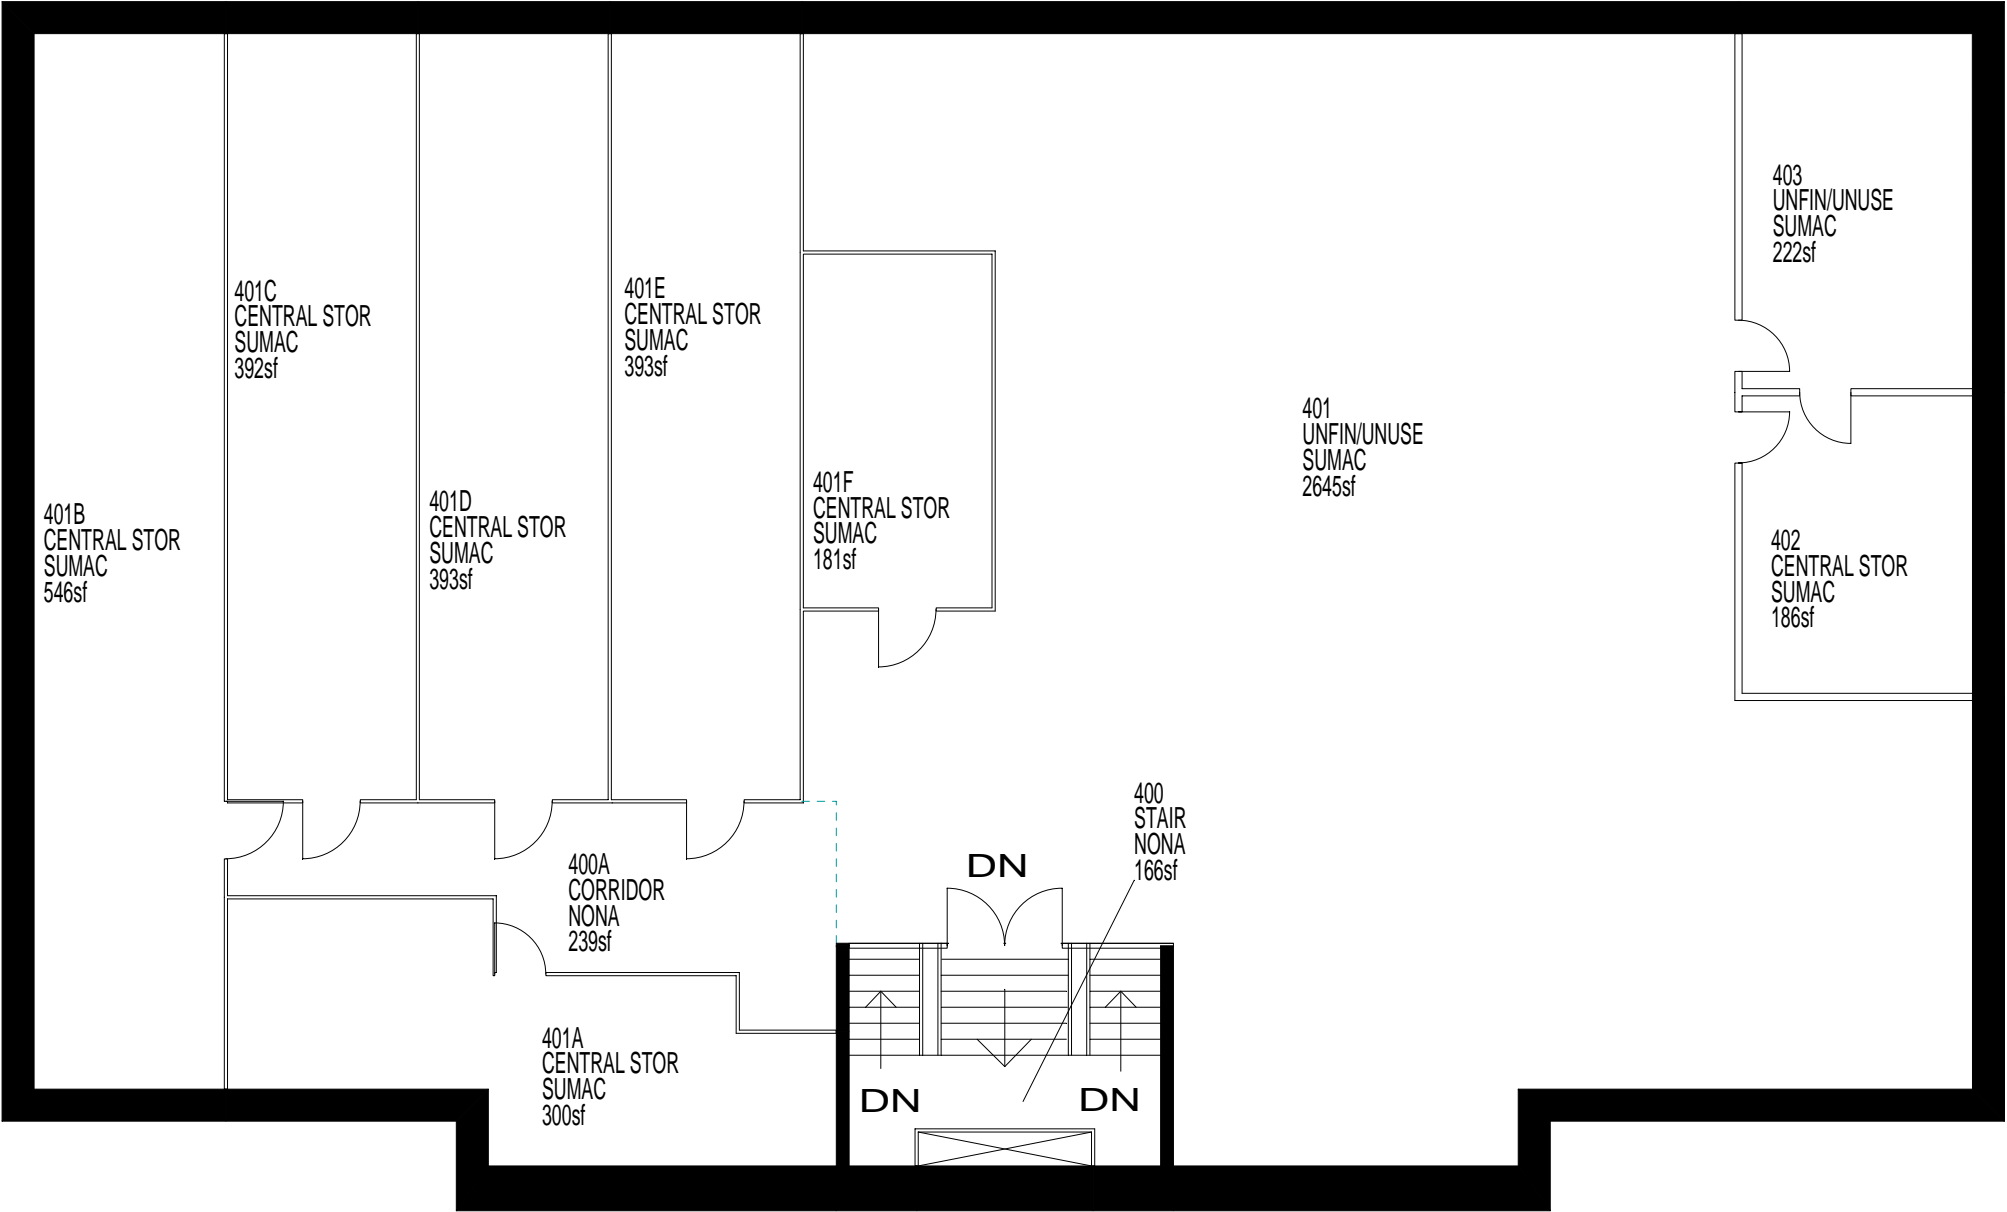 403
UNFIN/UNUSE
SUMAC
222sf
401C
CENTRAL STOR
SUMAC
392sf
401E
CENTRAL STOR
SUMAC
393sf
401
UNFIN/UNUSE
SUMAC
2645sf
401F
CENTRAL STOR
SUMAC
181sf
401D
CENTRAL STOR
SUMAC
393sf
401B
CENTRAL STOR
SUMAC
546sf
402
CENTRAL STOR
SUMAC
186sf
400
STAIR
NONA
166sf
DN
400A
CORRIDOR
NONA
239sf
401A
CENTRAL STOR
SUMAC
300sf
DN
DN